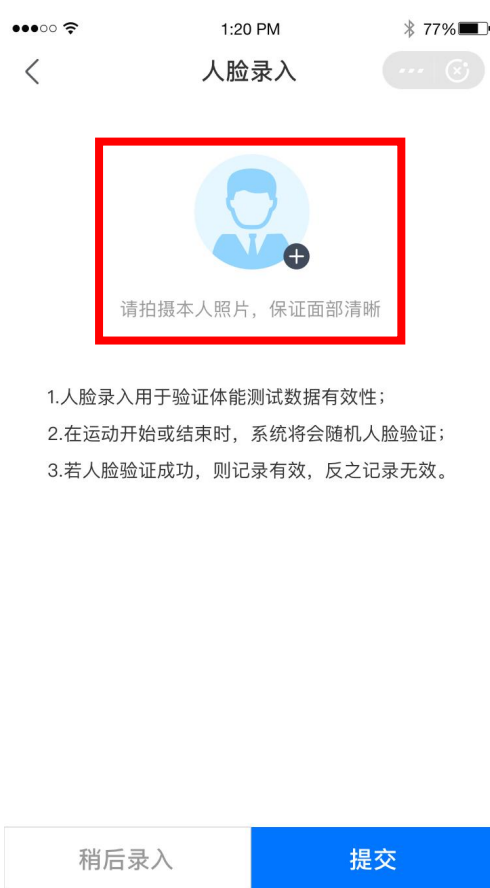 1:20 PM
77%
人脸录入
请拍摄本人照片，保证面部清晰
1.人脸录入用于验证体能测试数据有效性；
2.在运动开始或结束时，系统将会随机人脸验证；
3.若人脸验证成功，则记录有效，反之记录无效。
稍后录入
提交